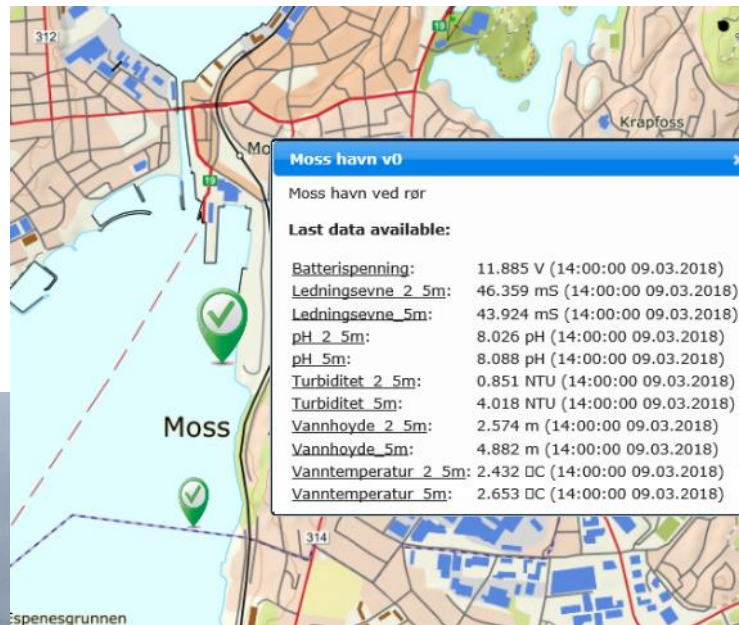 312
19
Krapfoss
Mo
Moss havn v0
19
Moss havn ved rør
Last data available:
Batterispenning: 11.885 V (14:00:00 09.03.2018)
Ledningsevne_2_5m: 46.359 mS (14:00:00 09.03.2018)
Ledningsevne_5m: 43.924 mS (14:00:00 09.03.2018)
pH_2_5m: 8.026 pH (14:00:00 09.03.2018)
pH_5m: 8.088 pH (14:00:00 09.03.2018)
Turbiditet_2_5m: 0.851 NTU (14:00:00 09.03.2018)
Turbiditet_5m: 4.018 NTU (14:00:00 09.03.2018)
Vannhoyde_2_5m: 2.574 m (14:00:00 09.03.2018)
Vannhoyde_5m: 4.882 m (14:00:00 09.03.2018)
Vanntemperatur_2_5m: 2.432 □C (14:00:00 09.03.2018)
Vanntemperatur_5m: 2.653 □C (14:00:00 09.03.2018)
Moss
314
Espenesgrunnen